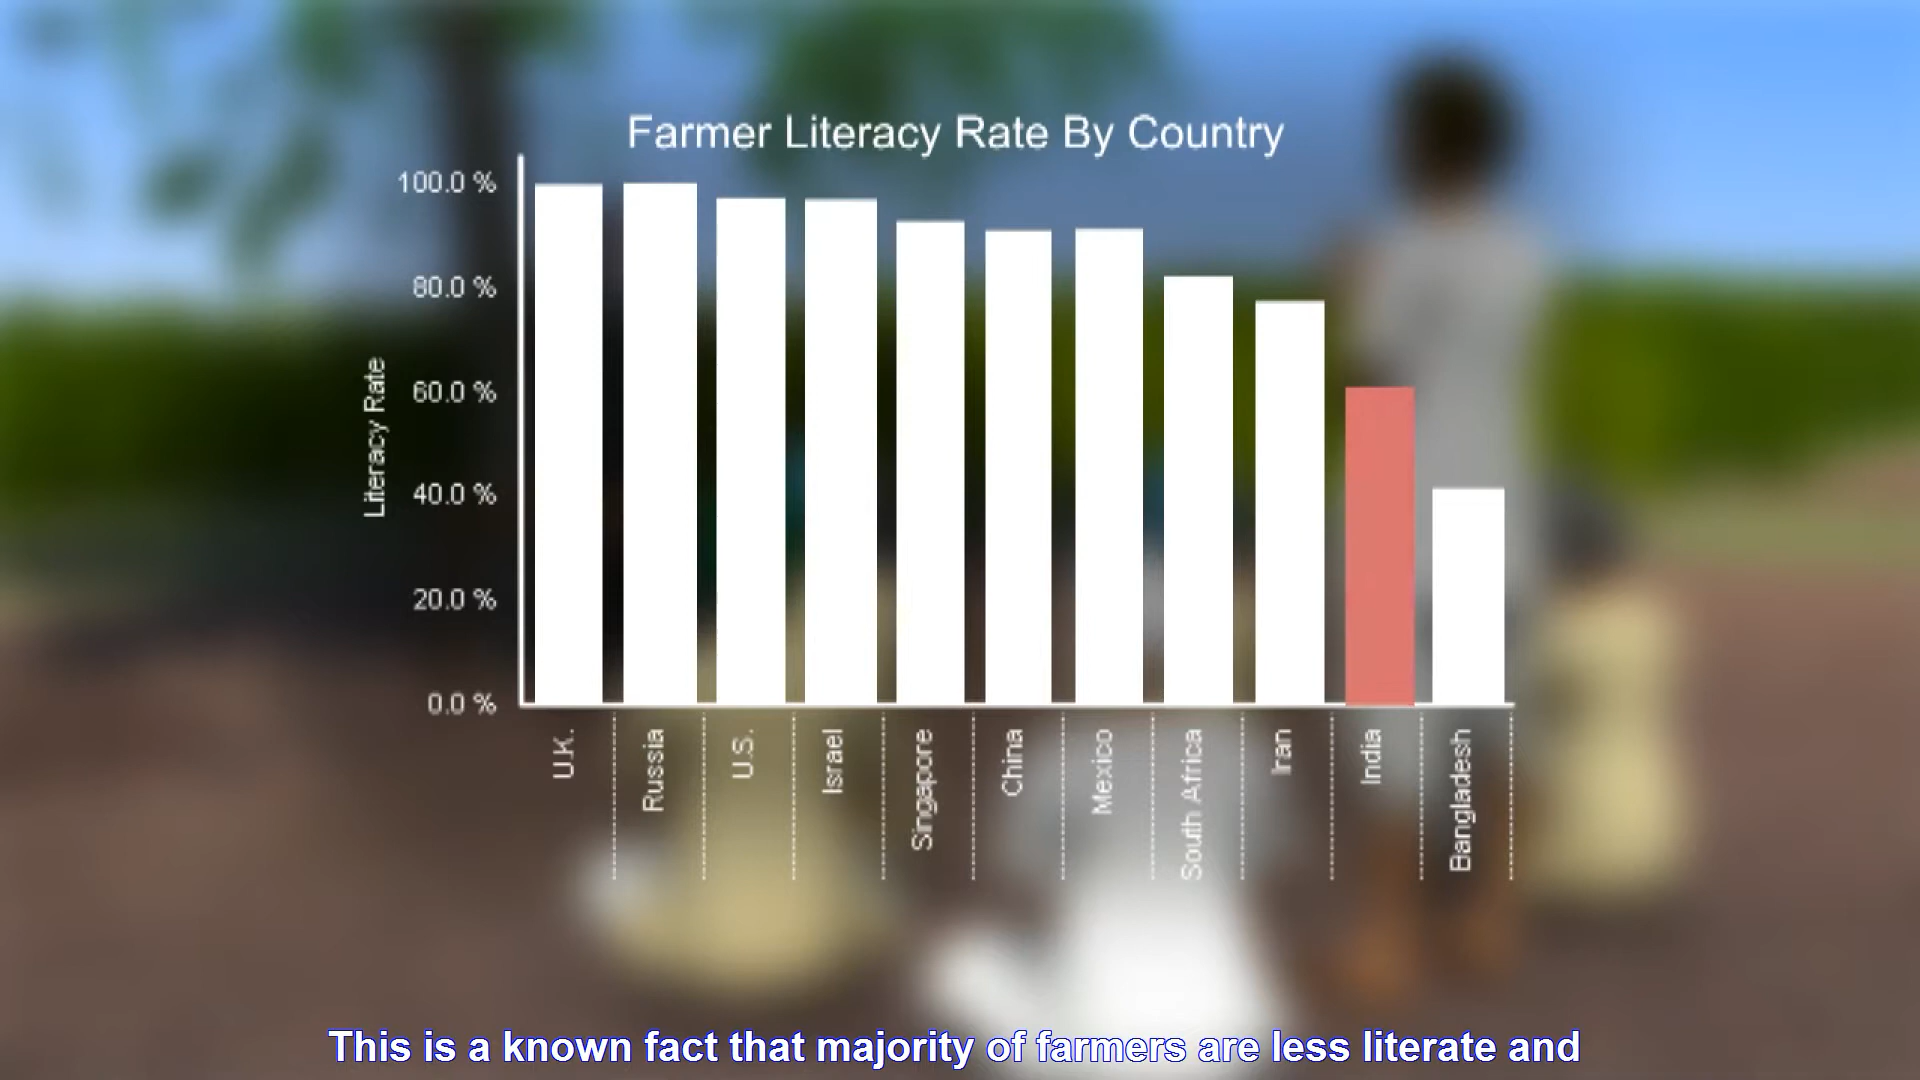 Farmer Literacy Rate By Country
100.0 %
80.0 %
60.0 %
40.0 %
20.0 %
0.0 %
Literacy Rate
U.K.
Russia
U.S.
Israel
Singapore
China
Mexico
South Africa
Iran
India
Bangladesh
This is a known fact that majority of farmers are less literate and